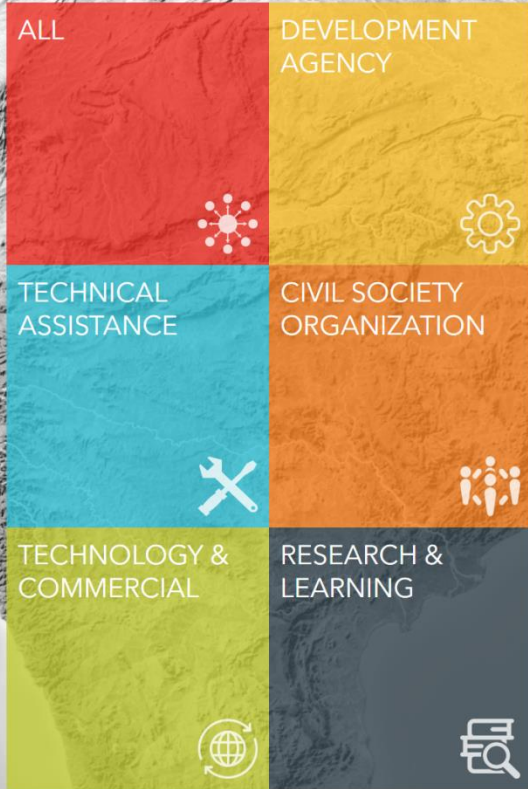 ALL
DEVELOPMENT
AGENCY
TECHNICAL
ASSISTANCE
CIVIL SOCIETY
ORGANIZATION
TECHNOLOGY &
COMMERCIAL
RESEARCH &
LEARNING